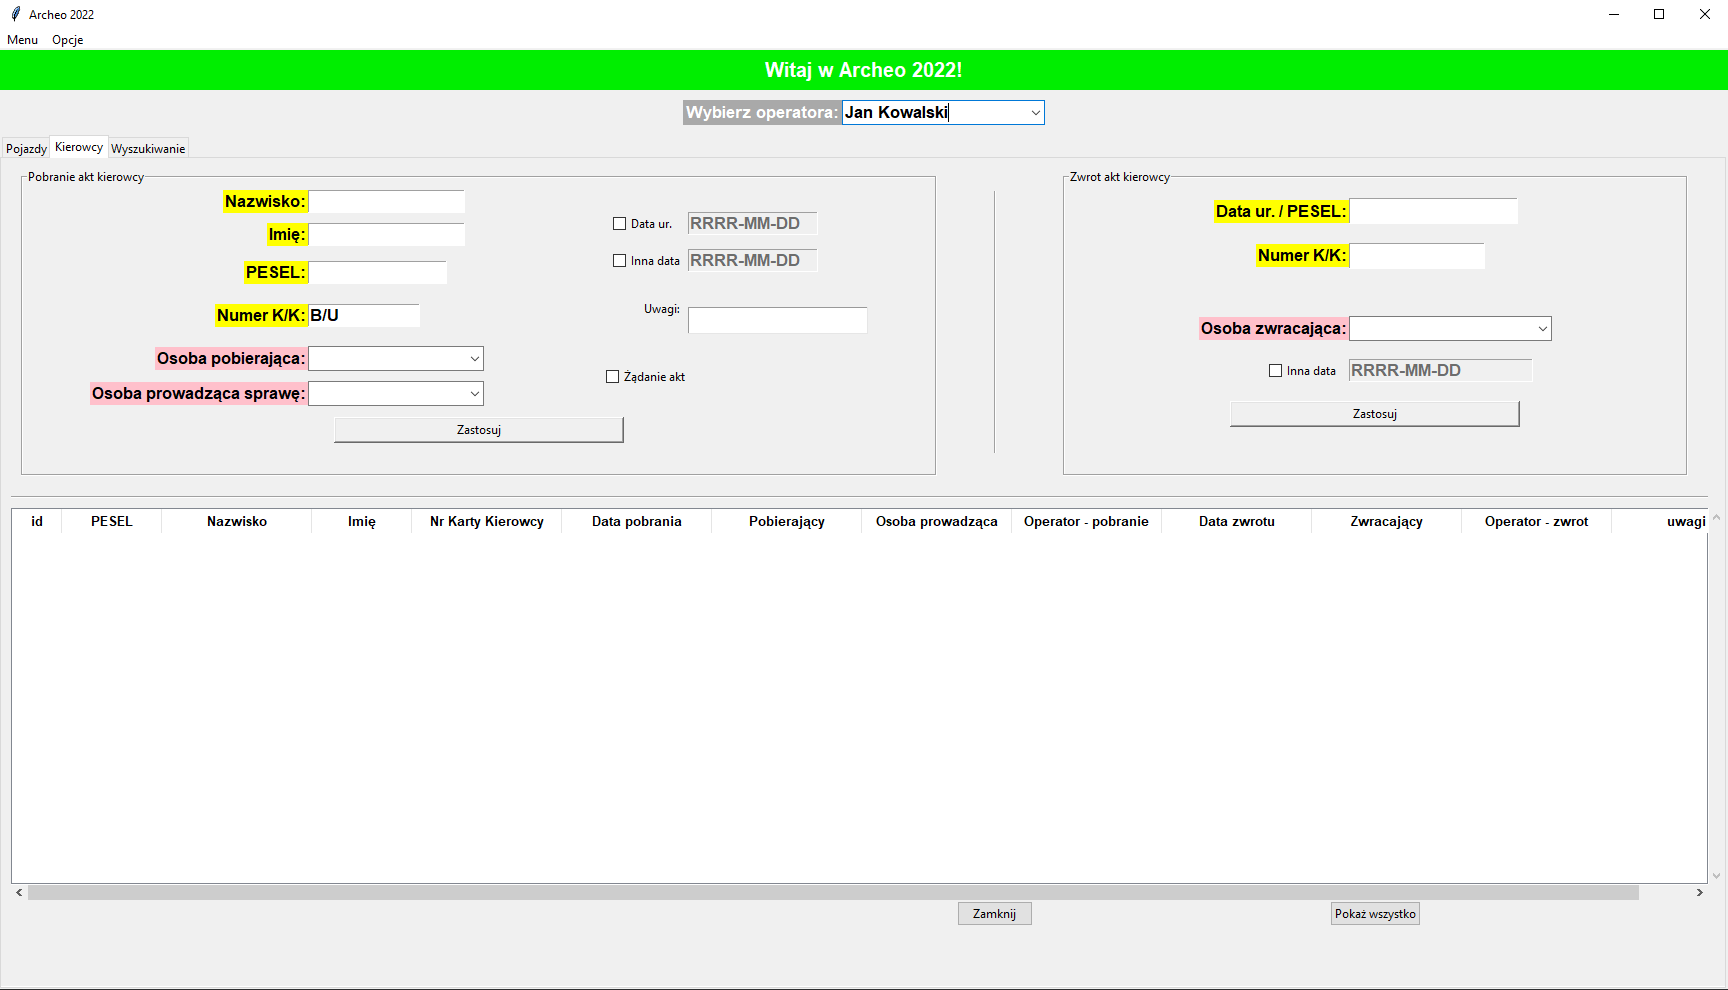 Archeo 2022
Menu Opcje
Witaj w Archeo 2022!
Wybierz operatora: Jan Kowalski
Pojazdy Kierowcy Wyszukiwanie
Pobranie akt kierowcy
Nazwisko:
Imię:
PESEL:
Numer K/K: B/U
Osoba pobierająca:
Osoba prowadząca sprawę:
Data ur. RRRR-MM-DD
Inna data RRRR-MM-DD
Uwagi:
Żądanie akt
Zastosuj
Zwrot akt kierowcy
Data ur. / PESEL:
Numer K/K:
Osoba zwracająca:
Inna data RRRR-MM-DD
Zastosuj
id PESEL Nazwisko Imię Nr Karty Kierowcy Data pobrania Pobierający Osoba prowadząca Operator - pobranie Data zwrotu Zwracający Operator - zwrot uwagi
Zamknij Pokaż wszystko